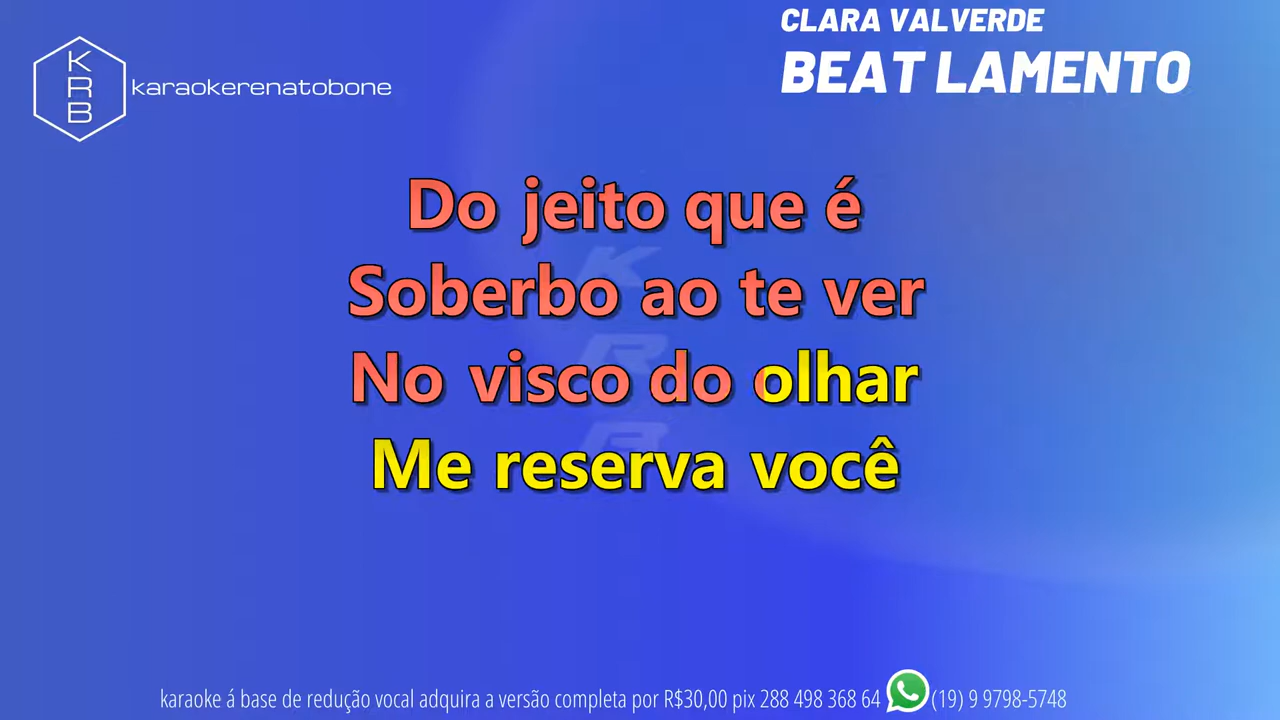 CLARA VALVERDE
BEAT LAMENTO
KRB
karaokerenatobone
Do jeito que é
Soberbo ao te ver
No visco do olhar
Me reserva você
KRB
karaoke á base de redução vocal adquira a versão completa por R$30,00 pix 288 498 368 64 (19) 9 9798-5748